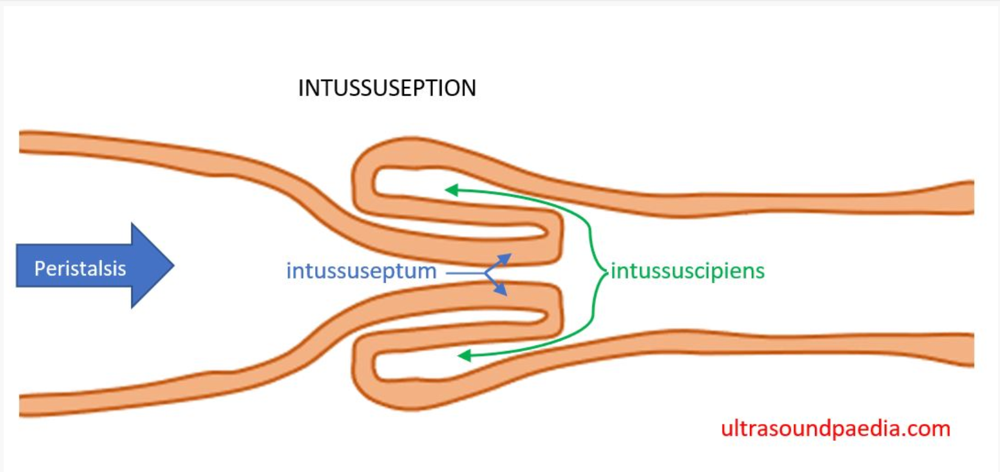 INTUSSUSEPTION
Peristalsis
intussuseptum
intussuscipiens
ultrasoundpaedia.com